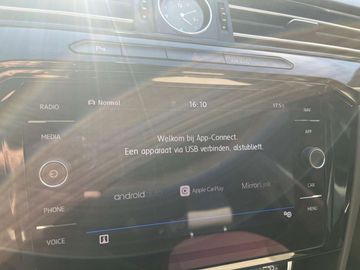 RADIO
Normal
16:10
17.5
NAV
MEDIA
Welkom bij App-Connect.
Een apparaat via USB verbinden, alstublieft.
APP
android
Apple CarPlay
MirrorLink
CAR
PHONE
MENU
VOICE